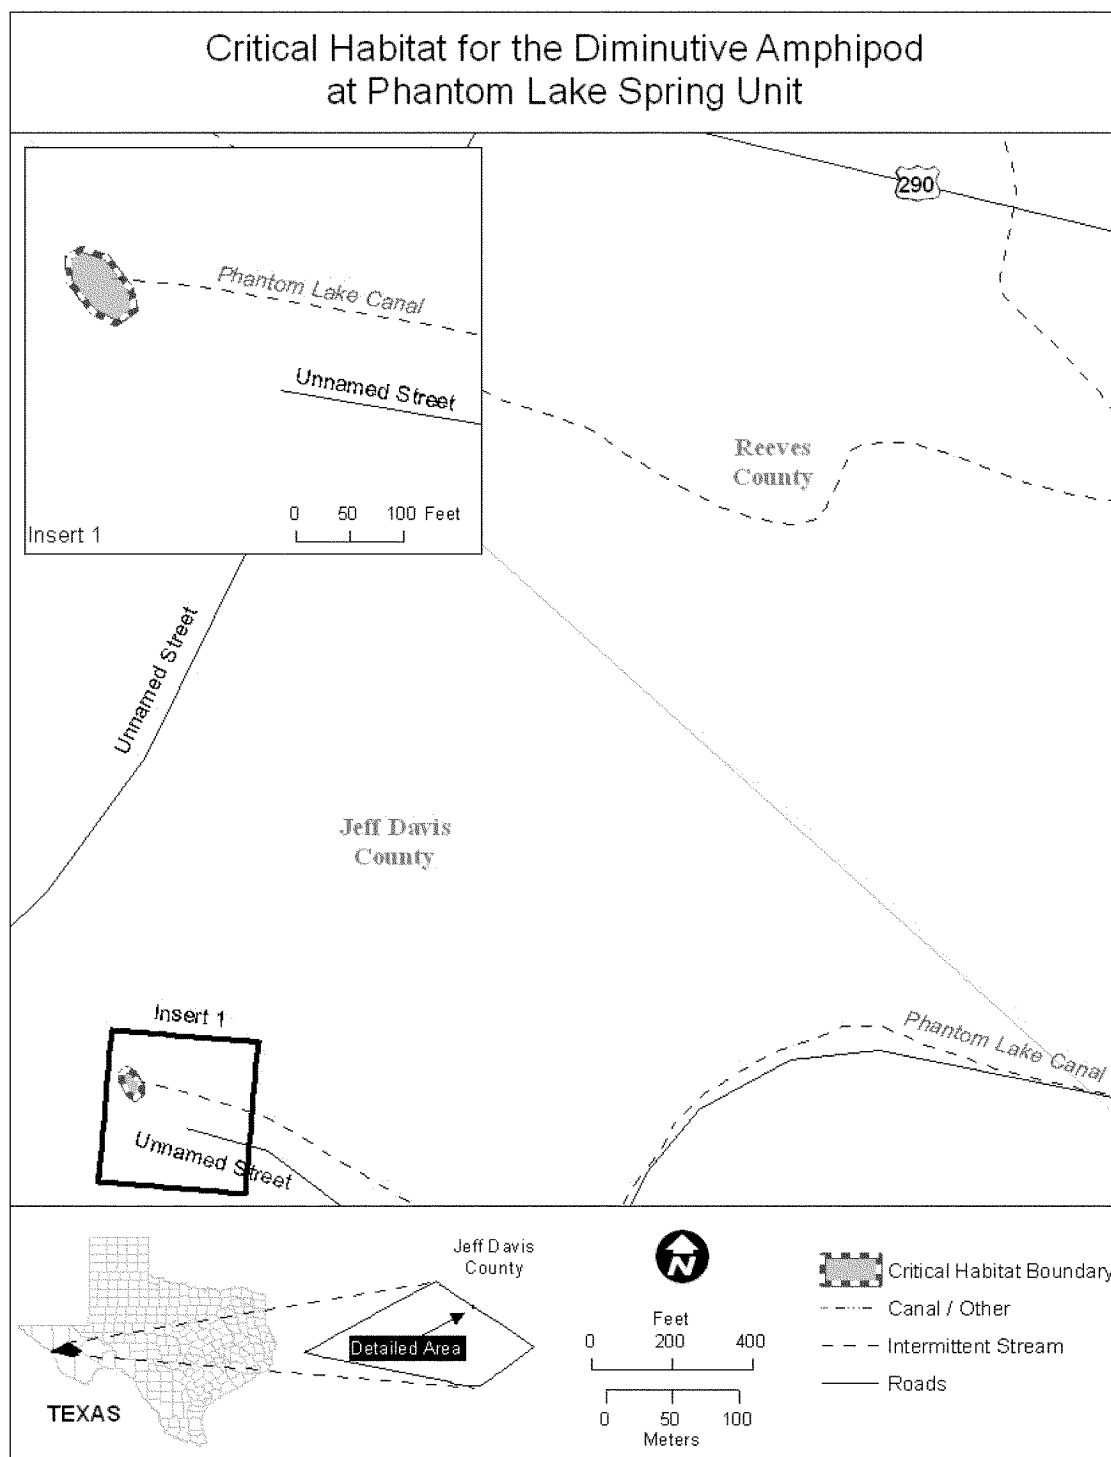 Critical Habitat for the Diminutive Amphipod
at Phantom Lake Spring Unit
290
Phantom Lake Canal
Unnamed Street
0 50 100 Feet
Insert 1
Reeves
County
Unnamed Street
Jeff Davis
County
Insert 1
Unnamed Street
Phantom Lake Canal
TEXAS
Jeff Davis
County
Detailed Area
N
Feet
0 200 400
0 50 100
Meters
Critical Habitat Boundary
Canal / Other
Intermittent Stream
Roads